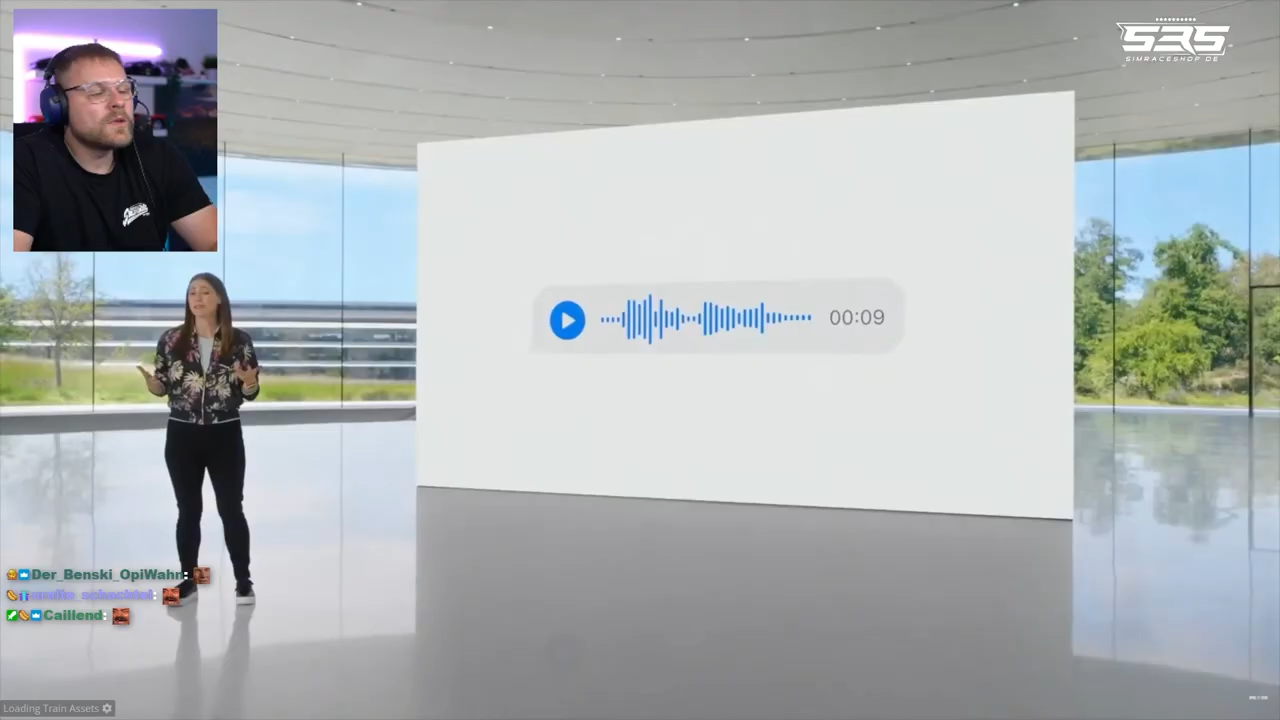 SRS
SIMRACESHOP.DE
00:09
Der_Benski_OpiWahn:
Caillend:
Loading Train Assets